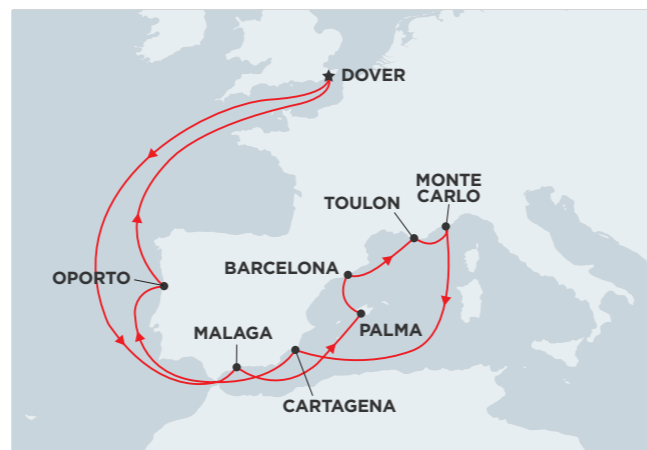 DOVER
MONTE
CARLO
TOULON
BARCELONA
OPORTO
PALMA
MALAGA
CARTAGENA